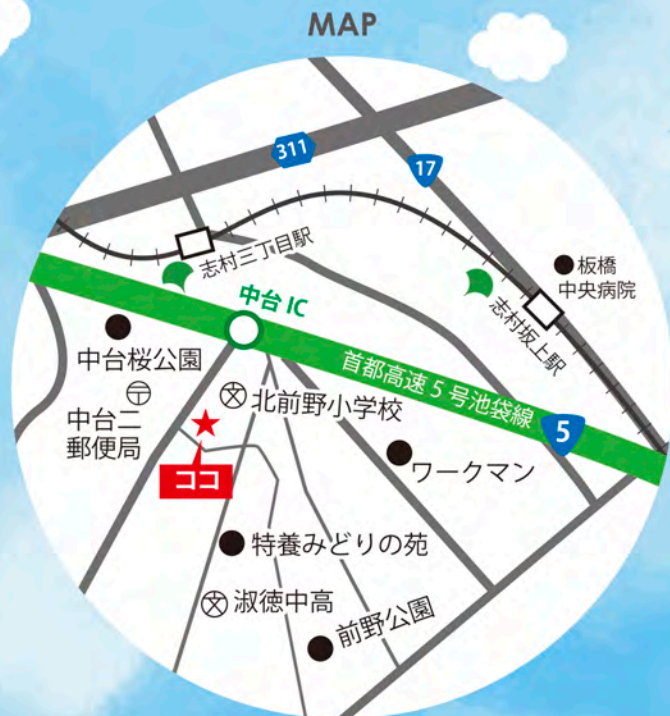 MAP
311
17
志村三丁目駅
板橋
中央病院
中台 IC
志村坂上駅
中台桜公園
首都高速 5 号池袋線
5
〒
文
北前野小学校
中台二
郵便局
ココ
ワークマン
特養みどりの苑
文
淑徳中高
前野公園